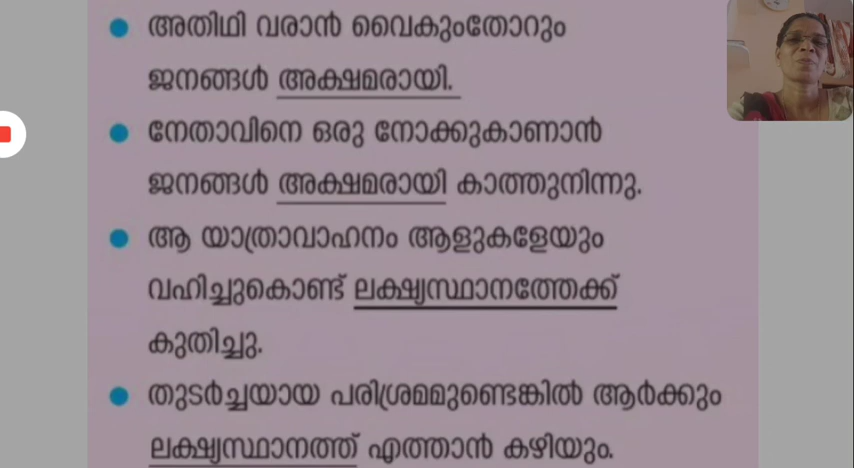 അതിഥി വരാൻ വൈകുംതോറും
ജനങ്ങൾ അക്ഷമരായി.
നേതാവിനെ ഒരു നോക്കുകാണാൻ
ജനങ്ങൾ അക്ഷമരായി കാത്തുനിന്നു.
ആ യാത്രാവാഹനം ആളുകളേയും
വഹിച്ചുകൊണ്ട് ലക്ഷ്യസ്ഥാനത്തേക്ക്
കുതിച്ചു.
തുടർച്ചയായ പരിശ്രമമുണ്ടെങ്കിൽ ആർക്കും
ലക്ഷ്യസ്ഥാനത്ത് എത്താൻ കഴിയും.